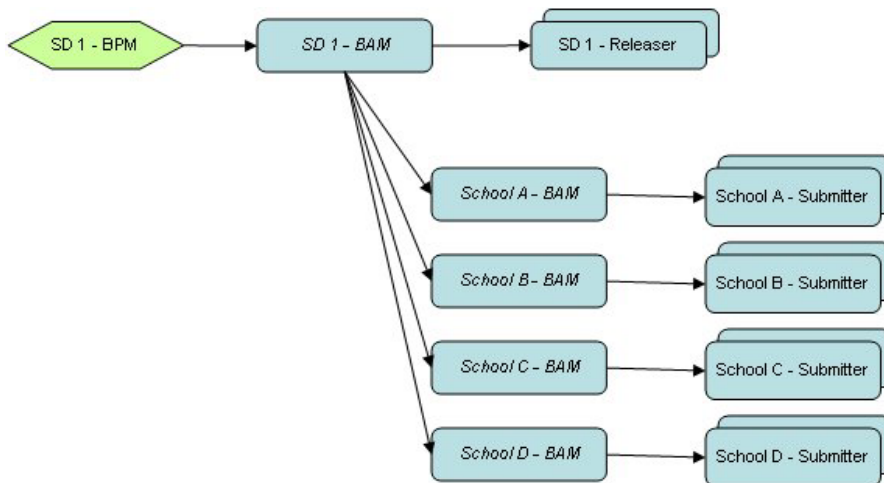 SD 1 - BPM
SD 1 - BAM
SD 1 - Releaser
School A - BAM
School A - Submitter
School B - BAM
School B - Submitter
School C - BAM
School C - Submitter
School D - BAM
School D - Submitter